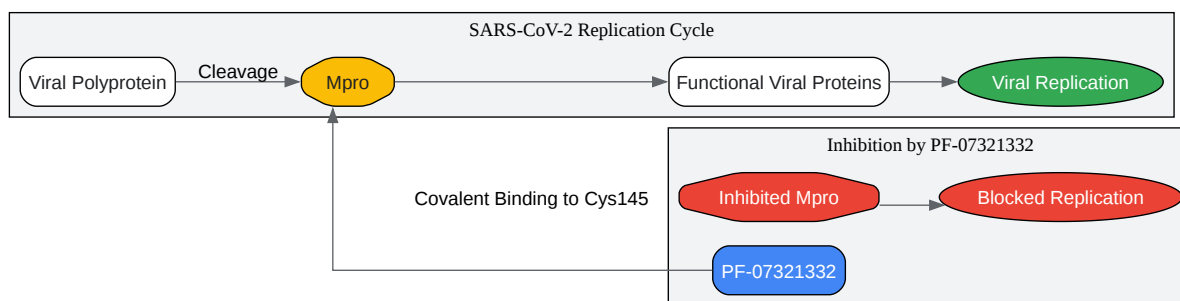 SARS-CoV-2 Replication Cycle
Viral Polyprotein
Cleavage
Mpro
Functional Viral Proteins
Viral Replication
Inhibition by PF-07321332
Covalent Binding to Cys145
Inhibited Mpro
Blocked Replication
PF-07321332